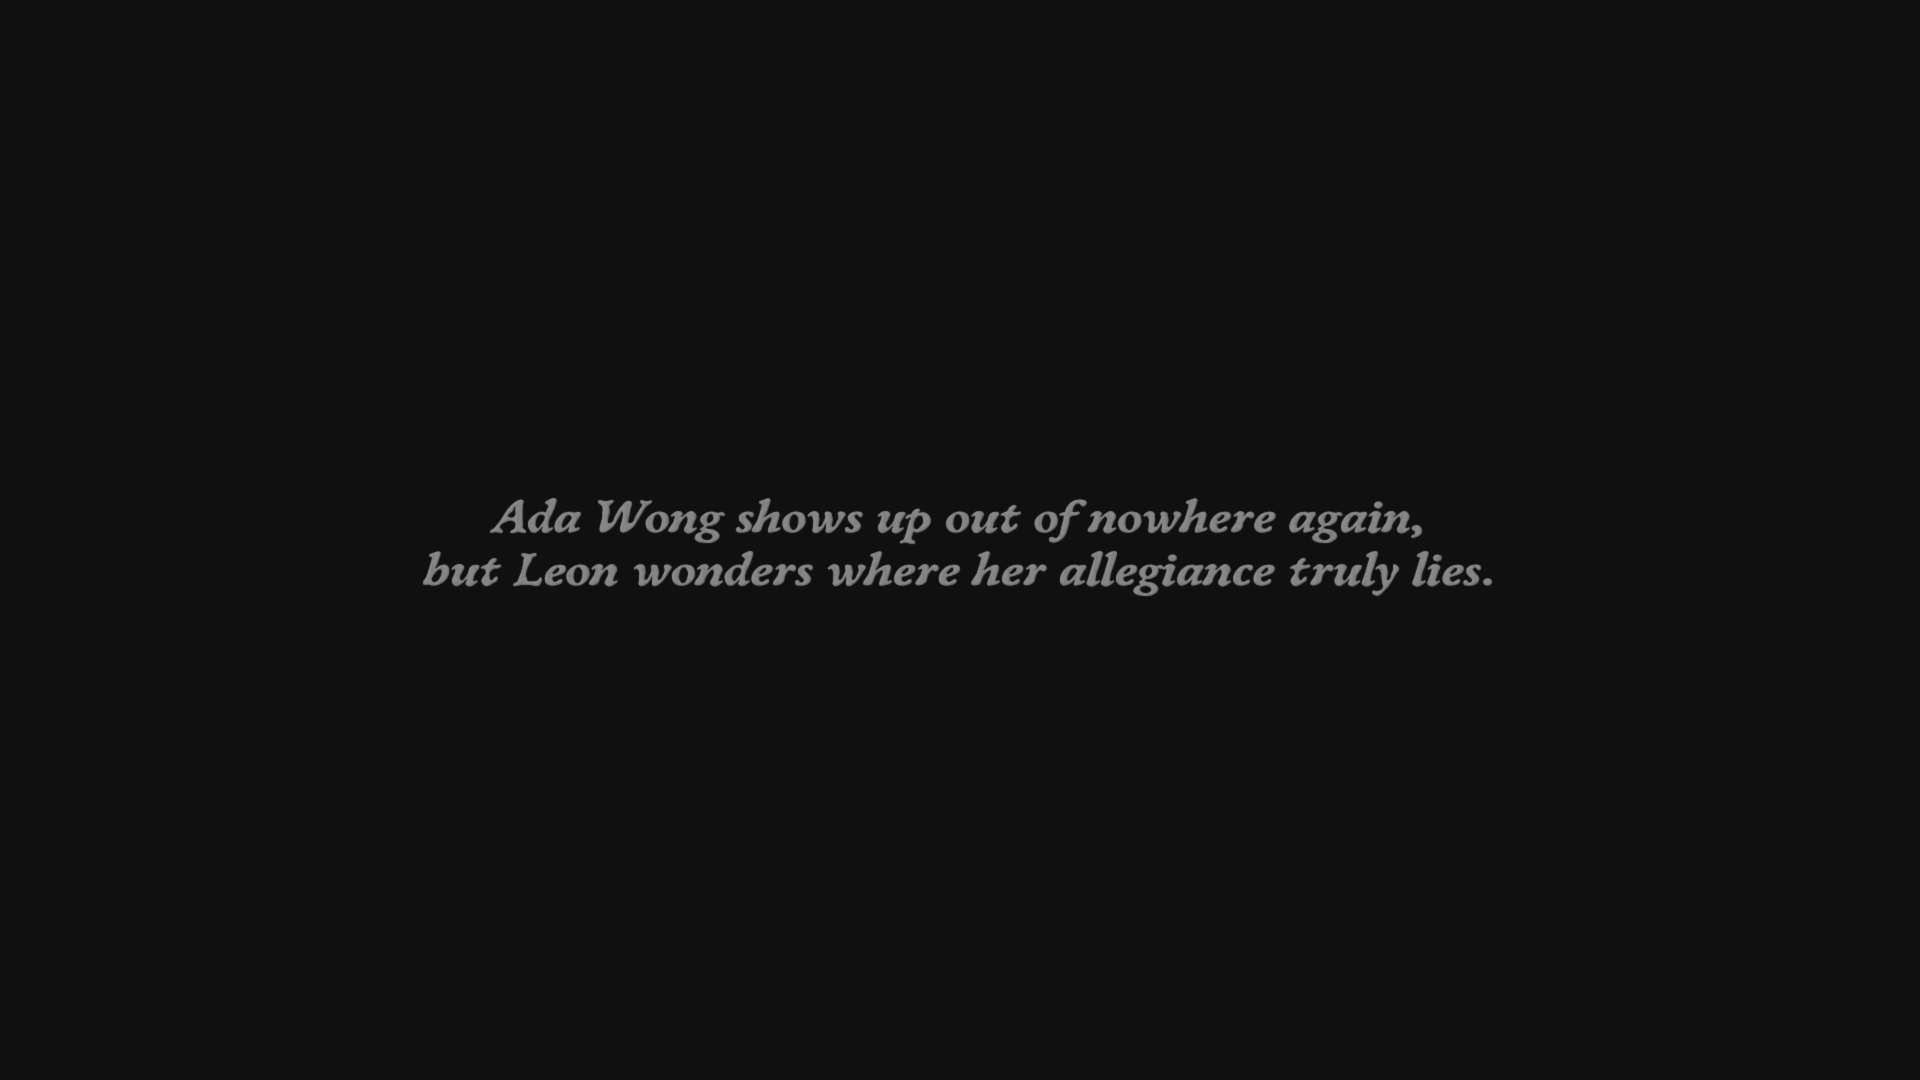 Ada Wong shows up out of nowhere again,
but Leon wonders where her allegiance truly lies.